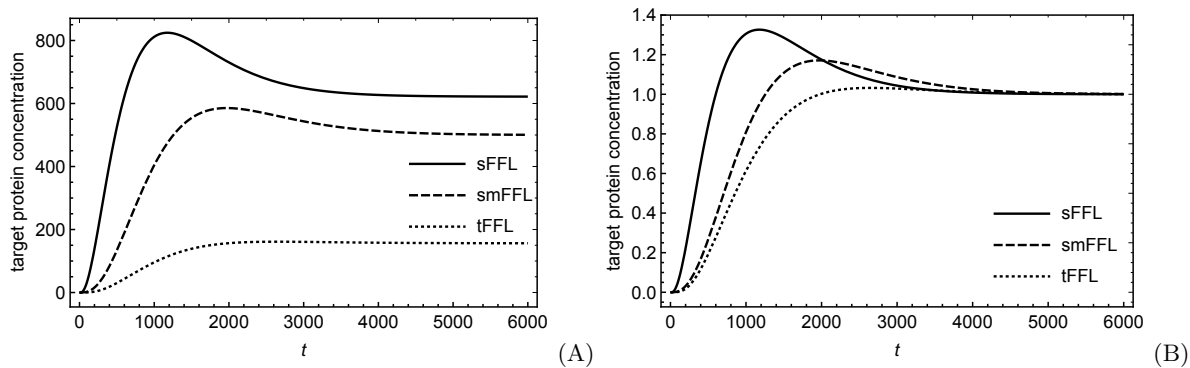 target protein concentration
800
600
400
200
0
sFFL
smFFL
tFFL
0 1000 2000 3000 4000 5000 6000
t
(A)
target protein concentration
1.4
1.2
1.0
0.8
0.6
0.4
0.2
0.0
sFFL
smFFL
tFFL
0 1000 2000 3000 4000 5000 6000
t
(B)